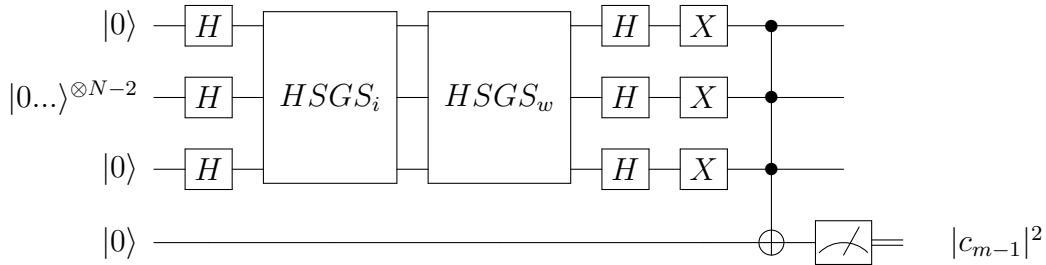 |0⟩ H H X
|0...⟩^{⊗N−2} H HSGS_i HSGS_w H X
|0⟩ H H X
|0⟩ |c_{m−1}|^2